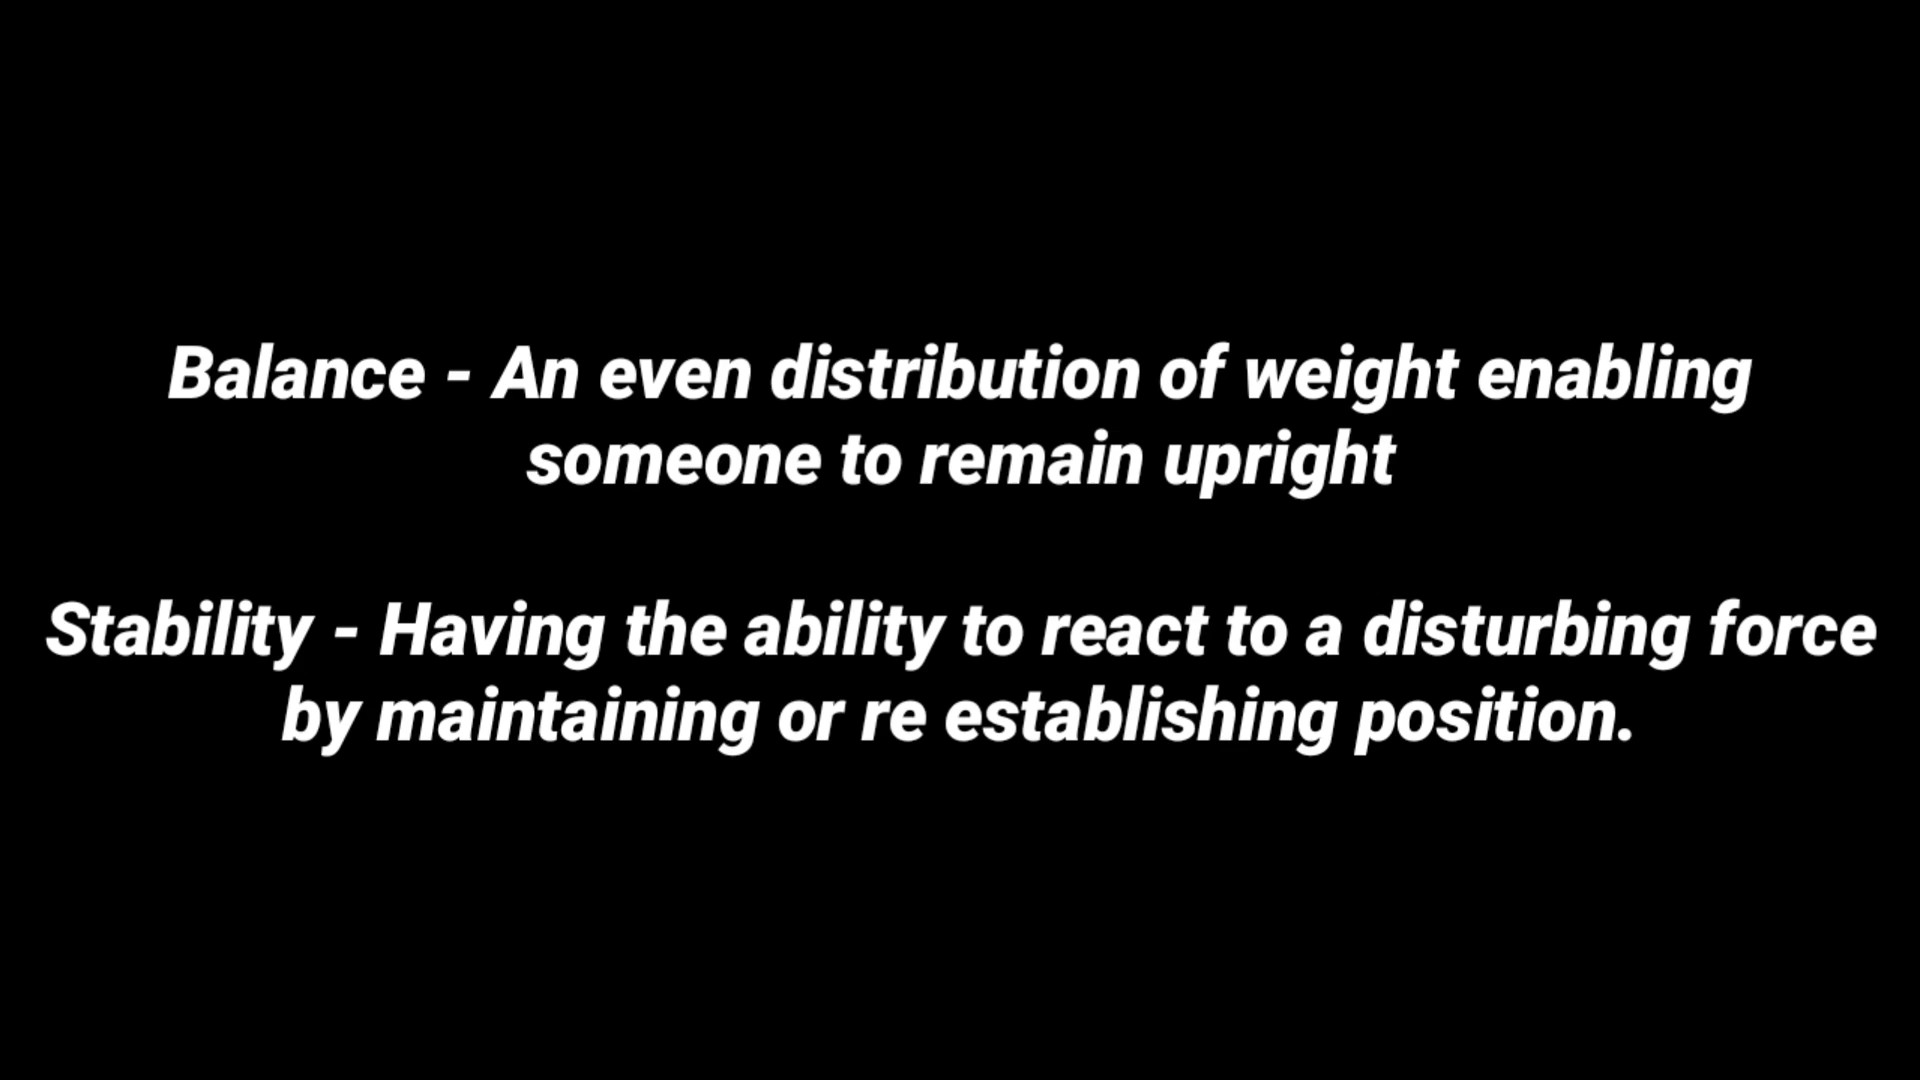 Balance - An even distribution of weight enabling
someone to remain upright
Stability - Having the ability to react to a disturbing force
by maintaining or re establishing position.